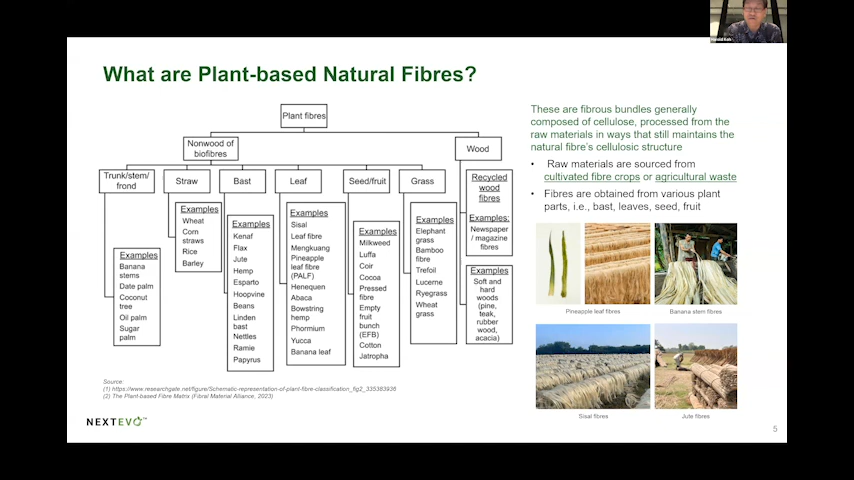 What are Plant-based Natural Fibres?
Plant fibres
Nonwood of
biofibres
Wood
Trunk/stem/
frond
Straw
Bast
Leaf
Seed/fruit
Grass
Examples
Banana
stems
Date palm
Coconut
tree
Oil palm
Sugar
palm
Examples
Wheat
Corn
straws
Rice
Barley
Examples
Kenaf
Flax
Jute
Hemp
Esparto
Hoopvine
Beans
Linden
bast
Nettles
Ramie
Papyrus
Examples
Sisal
Leaf fibre
Mengkuang
Pineapple
leaf fibre
(PALF)
Henequen
Abaca
Bowstring
hemp
Phormium
Yucca
Banana leaf
Examples
Milkweed
Luffa
Coir
Cocoa
Pressed
fibre
Empty
fruit
bunch
(EFB)
Cotton
Jatropha
Examples
Elephant
grass
Bamboo
fibre
Trefoil
Lucerne
Ryegrass
Wheat
grass
Recycled
wood
fibres
Examples:
Newspaper
/ magazine
fibres
Examples
Soft and
hard
woods
(pine,
teak,
rubber
wood,
acacia)
These are fibrous bundles generally
composed of cellulose, processed from the
raw materials in ways that still maintains the
natural fibre's cellulosic structure
• Raw materials are sourced from
cultivated fibre crops or agricultural waste
• Fibres are obtained from various plant
parts, i.e., bast, leaves, seed, fruit
Pineapple leaf fibres
Banana stem fibres
Sisal fibres
Jute fibres
Source:
(1) https://www.researchgate.net/figure/Schematic-representation-of-plant-fibre-classification_fig2_335383936
(2) The Plant-based Fibre Matrix (Fibral Material Alliance, 2023)
NEXTEVO™
5